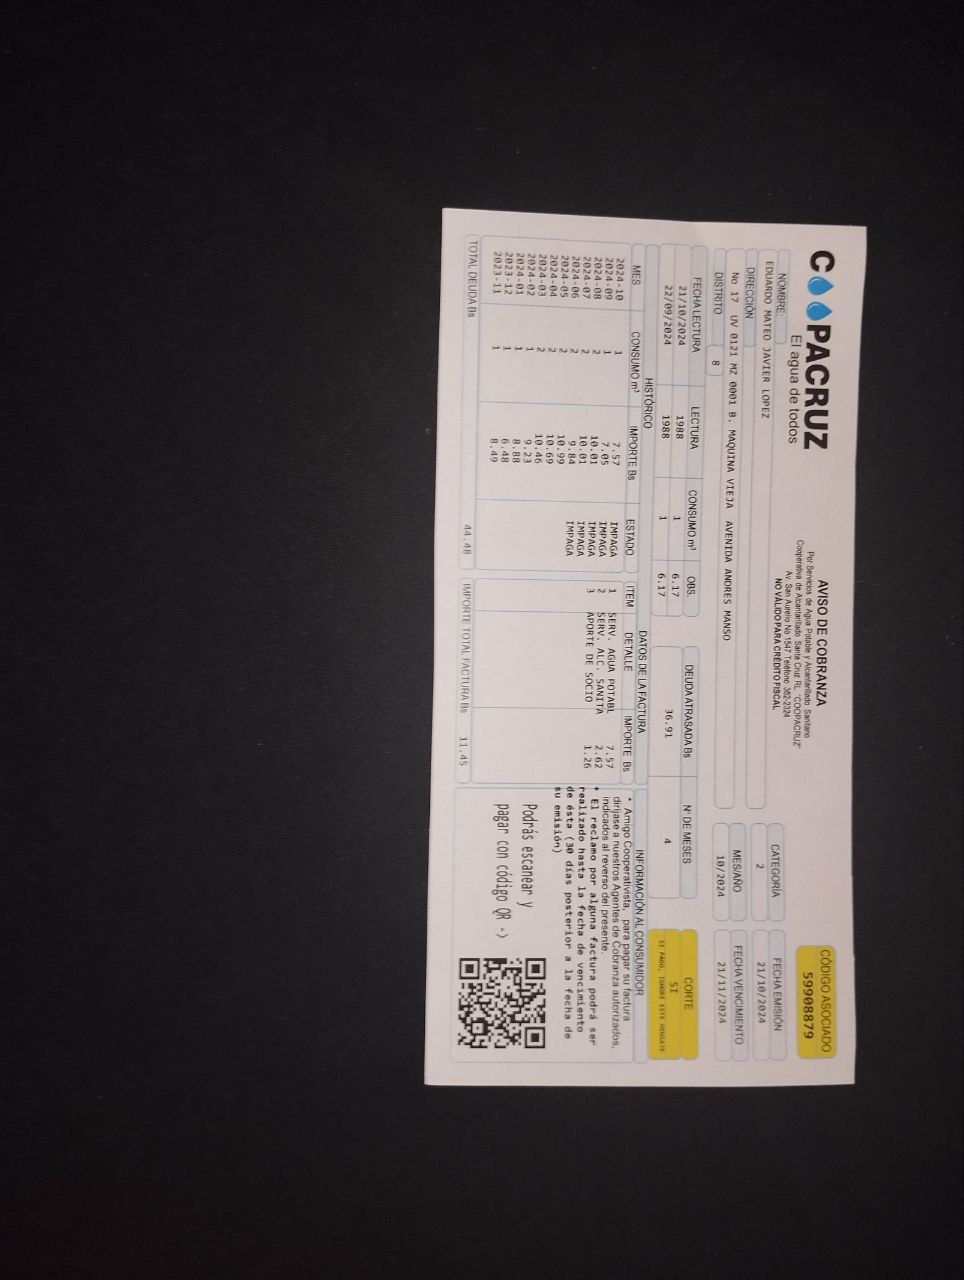 COOPACRUZ
El agua de todos
AVISO DE COBRANZA
Por Servicios de Agua Potable y Alcantarillado Sanitario
Cooperativa de Alcantarillado Santa Cruz RL. "COOPACRUZ"
Av. San Aurelio No 1547 Teléfono 362-2324
NO VÁLIDO PARA CRÉDITO FISCAL
CÓDIGO ASOCIADO
59908879
NOMBRE:
EDUARDO MATEO JAVIER LOPEZ
CATEGORÍA
2
FECHA EMISIÓN
21/10/2024
DIRECCIÓN
No 17 UV 0121 MZ 0001 B. MAQUINA VIEJA AVENIDA ANDRES MANSO
DISTRITO 8
MES/AÑO
10/2024
FECHA VENCIMIENTO
21/11/2024
FECHA LECTURA LECTURA CONSUMO m³ OBS.
21/10/2024 1988 1 6.17
22/09/2024 1988 1 6.17
DEUDA ATRASADA Bs Nº DE MESES
36.91 4
CORTE
SI
SI PAGÓ, IGNORE ESTE MENSAJE
HISTÓRICO
MES CONSUMO m³ IMPORTE Bs ESTADO
2024-10 1 7.57 IMPAGA
2024-09 1 7.05 IMPAGA
2024-08 2 10.01 IMPAGA
2024-07 2 10.01 IMPAGA
2024-06 2 9.84 IMPAGA
2024-05 2 10.99
2024-04 2 10.69
2024-03 2 10.46
2024-02 1 9.23
2024-01 1 8.88
2023-12 1 6.48
2023-11 1 8.49
TOTAL DEUDA Bs 44.48
DATOS DE LA FACTURA
ITEM DETALLE IMPORTE Bs
1 SERV. AGUA POTABL 7.57
2 SERV. ALC. SANITA 2.62
3 APORTE DE SOCIO 1.26
IMPORTE TOTAL FACTURA Bs 11.45
INFORMACIÓN AL CONSUMIDOR
* Amigo Cooperativista, para pagar su factura
diríjase a nuestros Agentes de Cobranza autorizados,
indicados al reverso del presente.
* El reclamo por alguna factura podrá ser
realizado hasta la fecha de vencimiento
de ésta (30 días posterior a la fecha de
su emisión)
Podrás escanear y
pagar con código QR ->